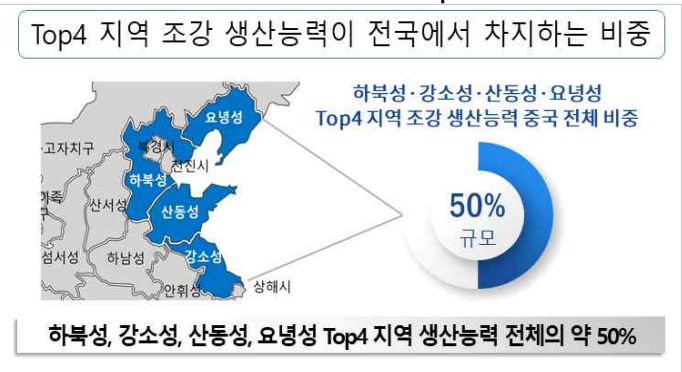 Top4 지역 조강 생산능력이 전국에서 차지하는 비중
하북성·강소성·산동성·요녕성
Top4 지역 조강 생산능력 중국 전체 비중
요녕성
고자치구
북경시
천진시
하북성
산서성
산동성
50%
규모
섬서성
하남성
강소성
안휘성
상해시
하북성, 강소성, 산동성, 요녕성 Top4 지역 생산능력 전체의 약 50%